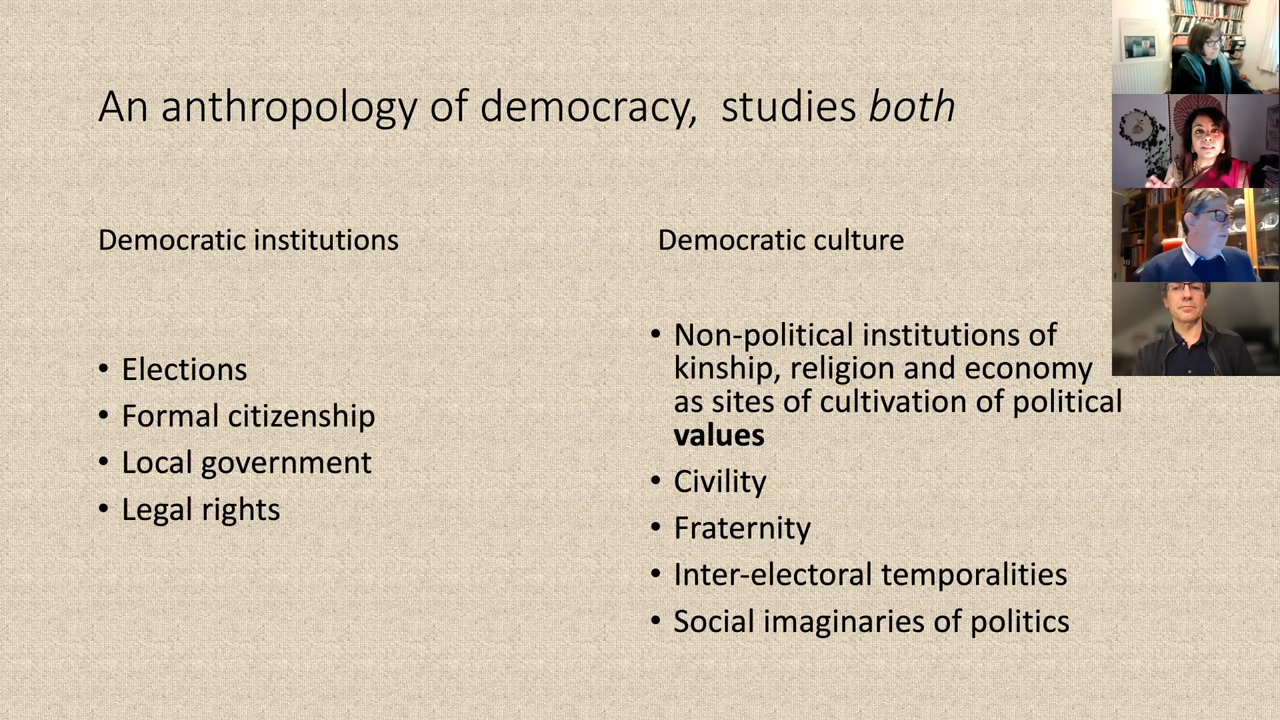 An anthropology of democracy,  studies both
Democratic institutions
• Elections
• Formal citizenship
• Local government
• Legal rights
Democratic culture
• Non-political institutions of
kinship, religion and economy
as sites of cultivation of political
values
• Civility
• Fraternity
• Inter-electoral temporalities
• Social imaginaries of politics